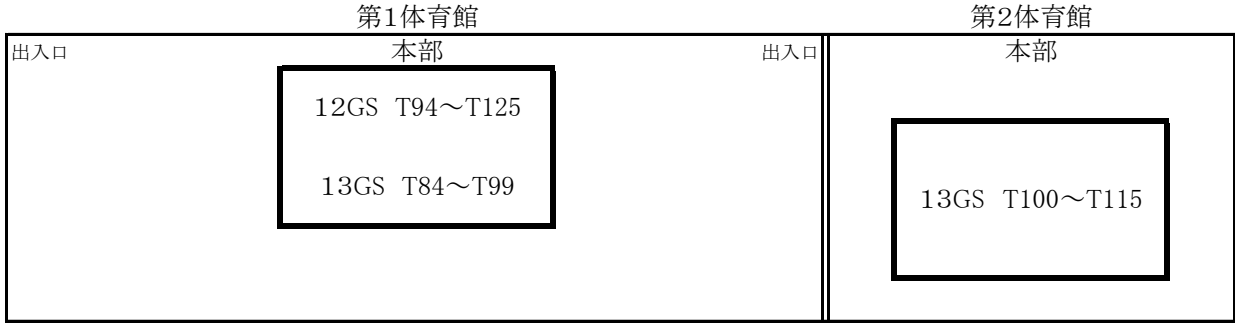 第1体育館
第2体育館
出入口
本部
出入口
本部
12GS T94～T125
13GS T84～T99
13GS T100～T115